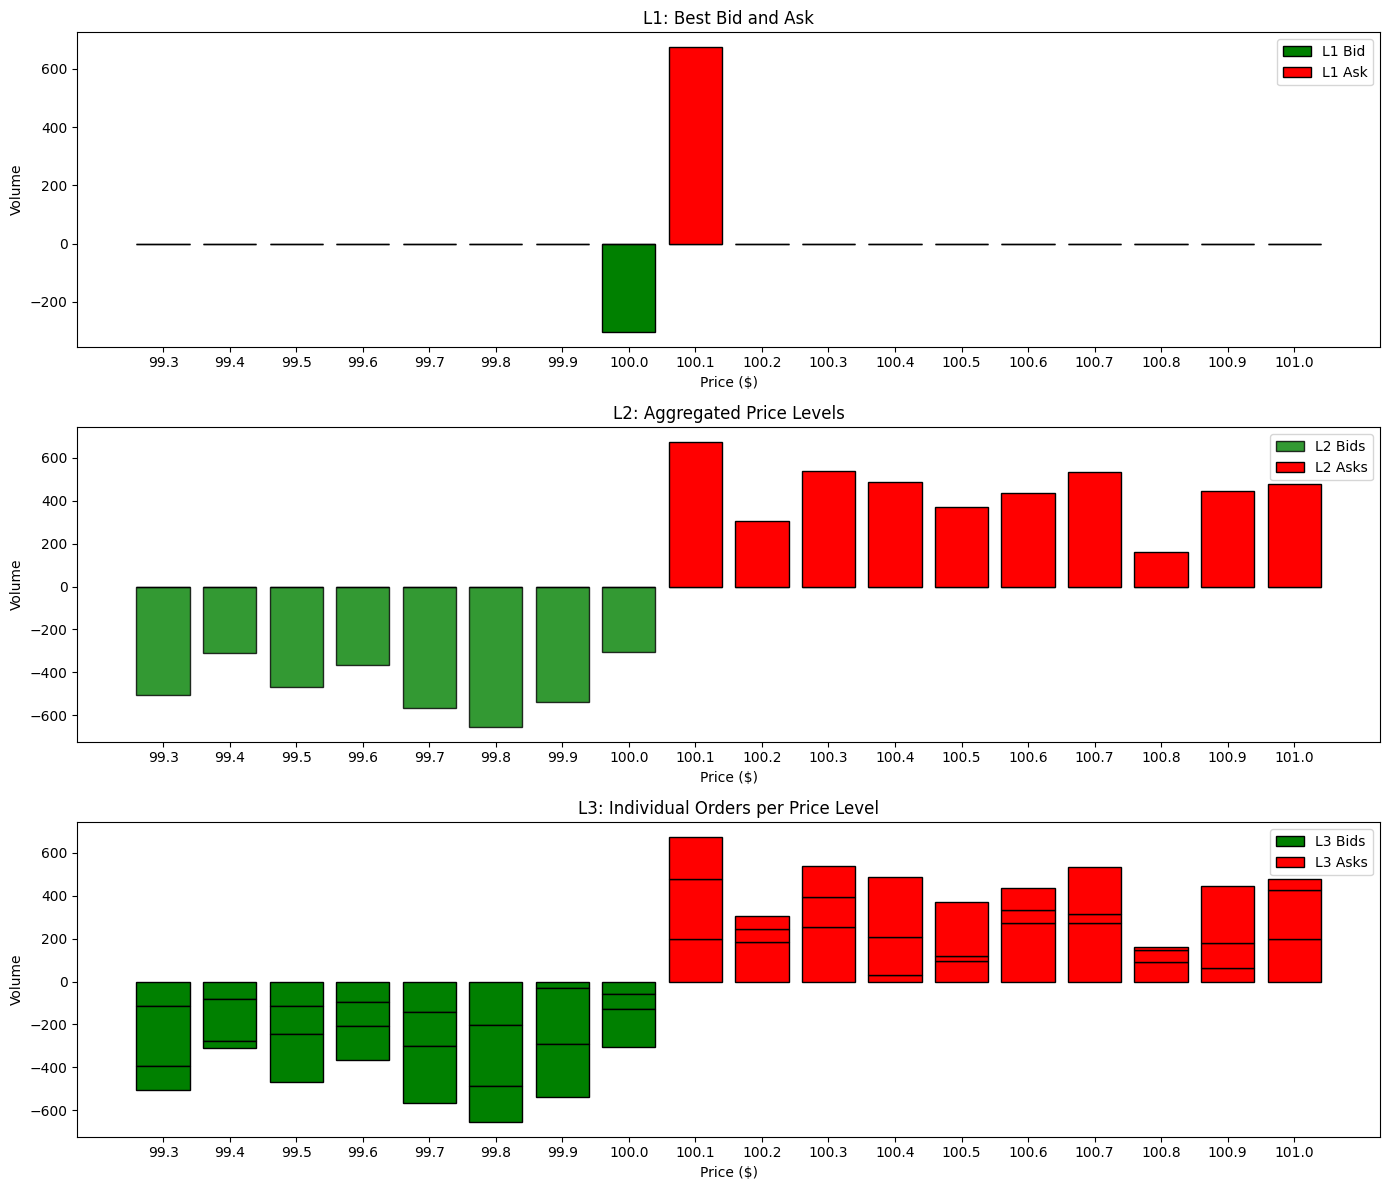 L1: Best Bid and Ask
L1 Bid
L1 Ask
600
400
200
0
−200
Volume
99.3 99.4 99.5 99.6 99.7 99.8 99.9 100.0 100.1 100.2 100.3 100.4 100.5 100.6 100.7 100.8 100.9 101.0
Price ($)
L2: Aggregated Price Levels
L2 Bids
L2 Asks
600
400
200
0
−200
−400
−600
Volume
99.3 99.4 99.5 99.6 99.7 99.8 99.9 100.0 100.1 100.2 100.3 100.4 100.5 100.6 100.7 100.8 100.9 101.0
Price ($)
L3: Individual Orders per Price Level
L3 Bids
L3 Asks
600
400
200
0
−200
−400
−600
Volume
99.3 99.4 99.5 99.6 99.7 99.8 99.9 100.0 100.1 100.2 100.3 100.4 100.5 100.6 100.7 100.8 100.9 101.0
Price ($)